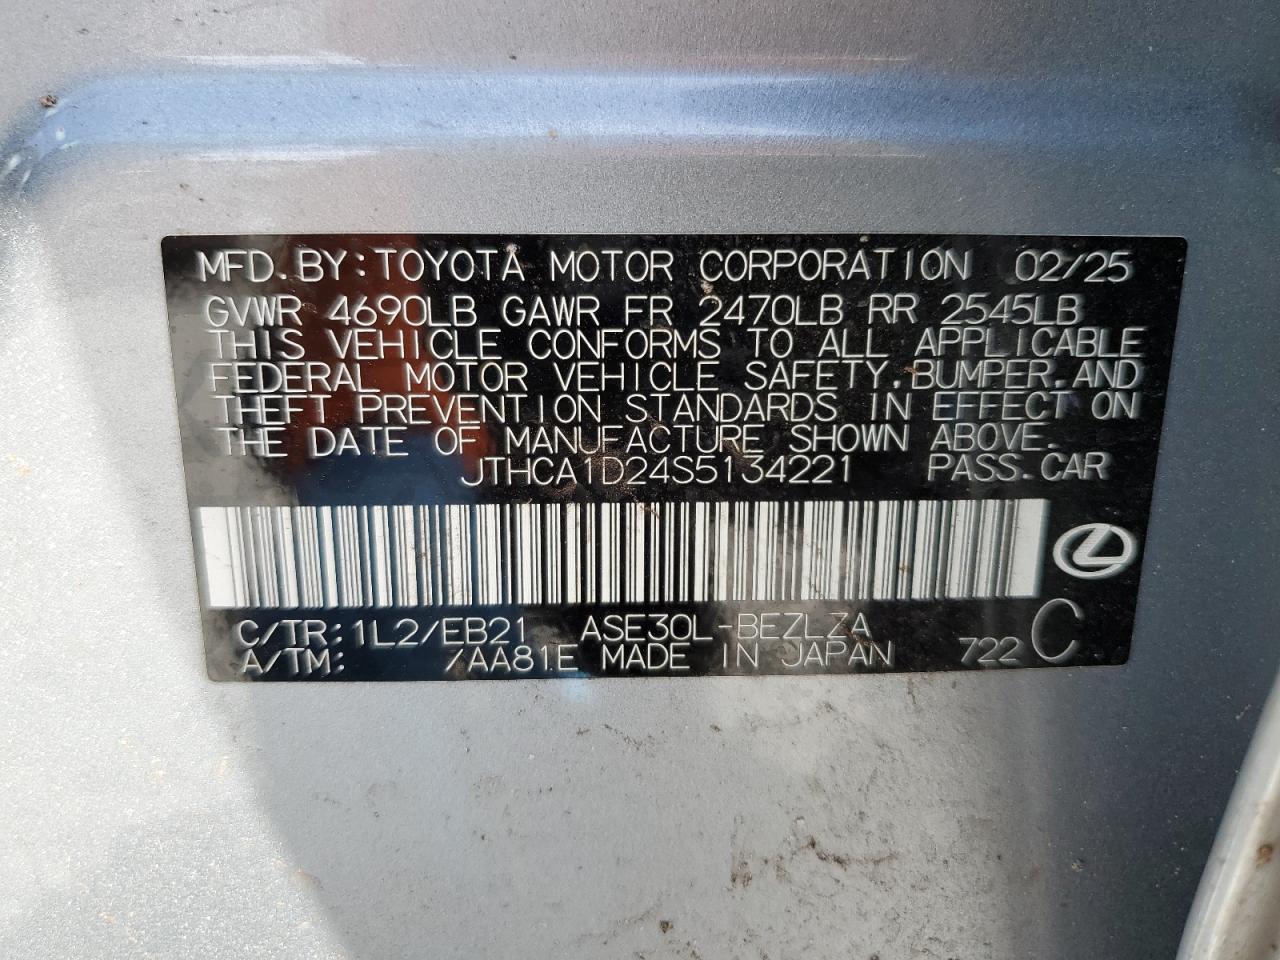 MFD.BY:TOYOTA MOTOR CORPORATION 02/25
GVWR 4690LB GAWR FR 2470LB RR 2545LB
THIS VEHICLE CONFORMS TO ALL APPLICABLE
FEDERAL MOTOR VEHICLE SAFETY,BUMPER,AND
THEFT PREVENTION STANDARDS IN EFFECT ON
THE DATE OF MANUFACTURE SHOWN ABOVE.
JTHCA1D24S5134221 PASS.CAR
C/TR:1L2/EB21 ASE30L-BEZLZA
A/TM: /AA81E MADE IN JAPAN 722 C